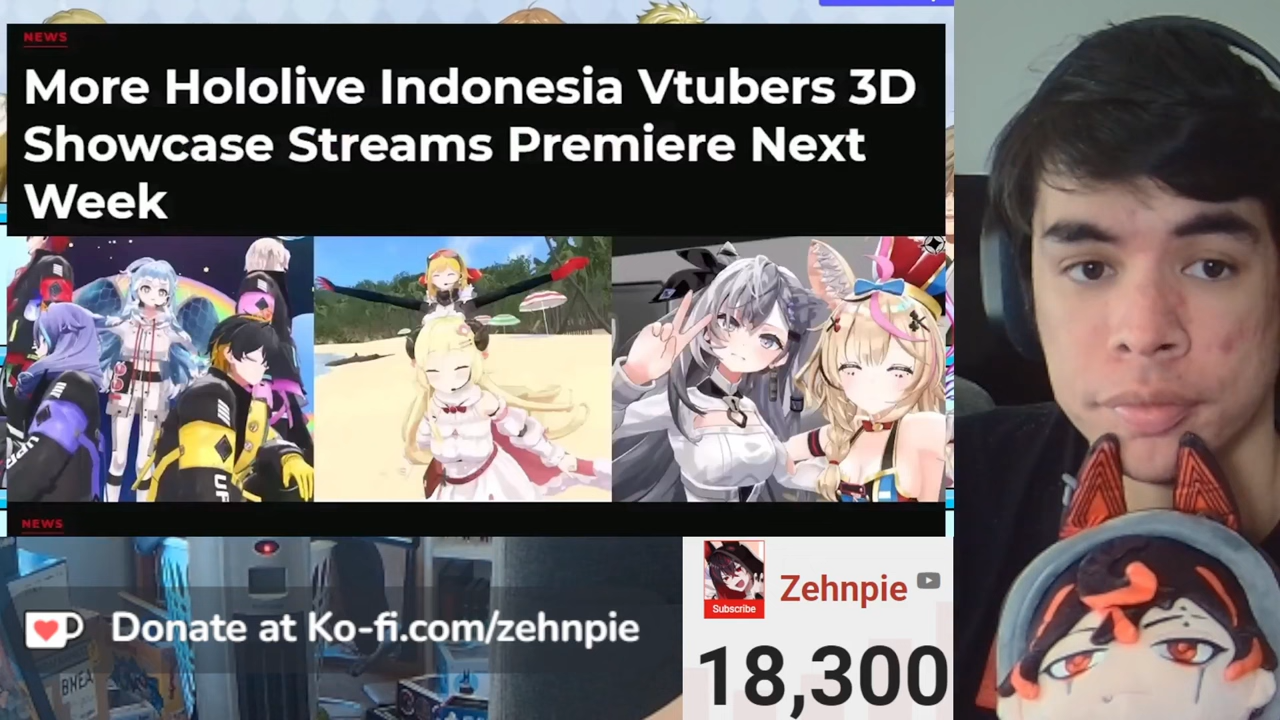 NEWS
More Hololive Indonesia Vtubers 3D
Showcase Streams Premiere Next
Week
NEWS
Donate at Ko-fi.com/zehnpie
Subscribe
Zehnpie
18,300